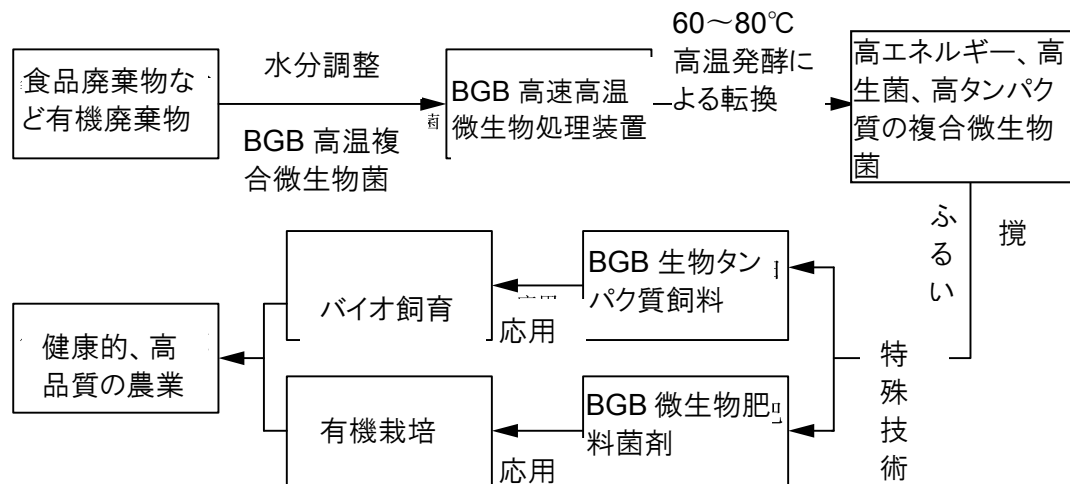 食品廃棄物な
ど有機廃棄物
水分調整
BGB 高温複
合微生物菌
BGB 高速高温
微生物処理装置
60～80℃
高温発酵に
よる転換
高エネルギー、高
生菌、高タンパク
質の複合微生物
菌
ふるい
撹
特殊技術
BGB 生物タン
パク質飼料
応用
バイオ飼育
BGB 微生物肥
料菌剤
応用
有機栽培
健康的、高
品質の農業